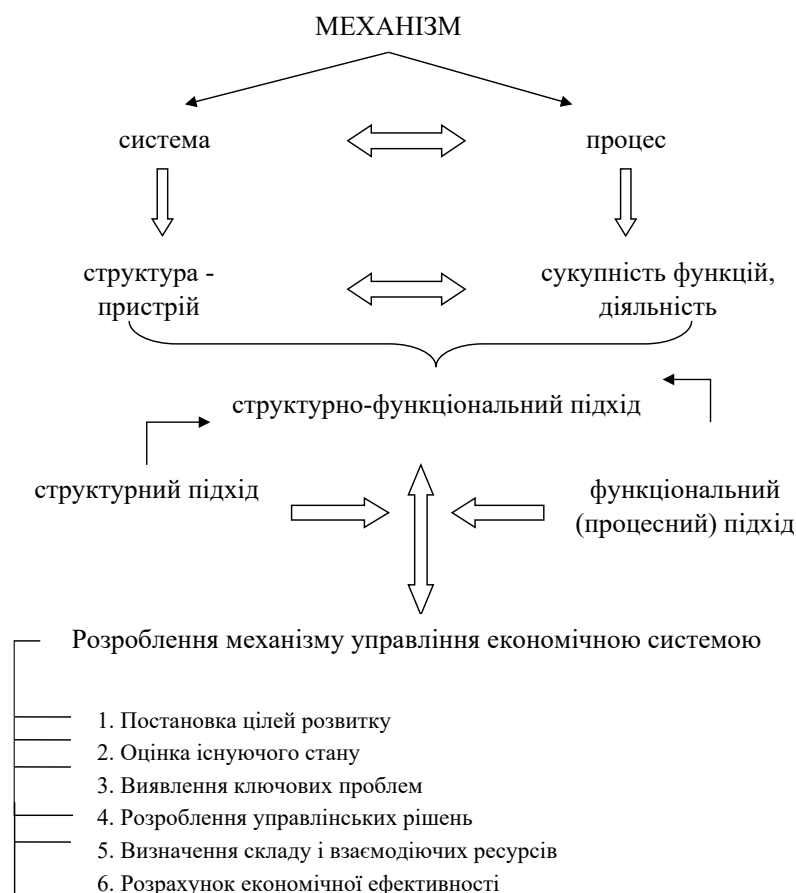 МЕХАНІЗМ
система
процес
структура -
пристрій
сукупність функцій,
діяльність
структурно-функціональний підхід
структурний підхід
функціональний
(процесний) підхід
Розроблення механізму управління економічною системою
1. Постановка цілей розвитку
2. Оцінка існуючого стану
3. Виявлення ключових проблем
4. Розроблення управлінських рішень
5. Визначення складу і взаємодіючих ресурсів
6. Розрахунок економічної ефективності